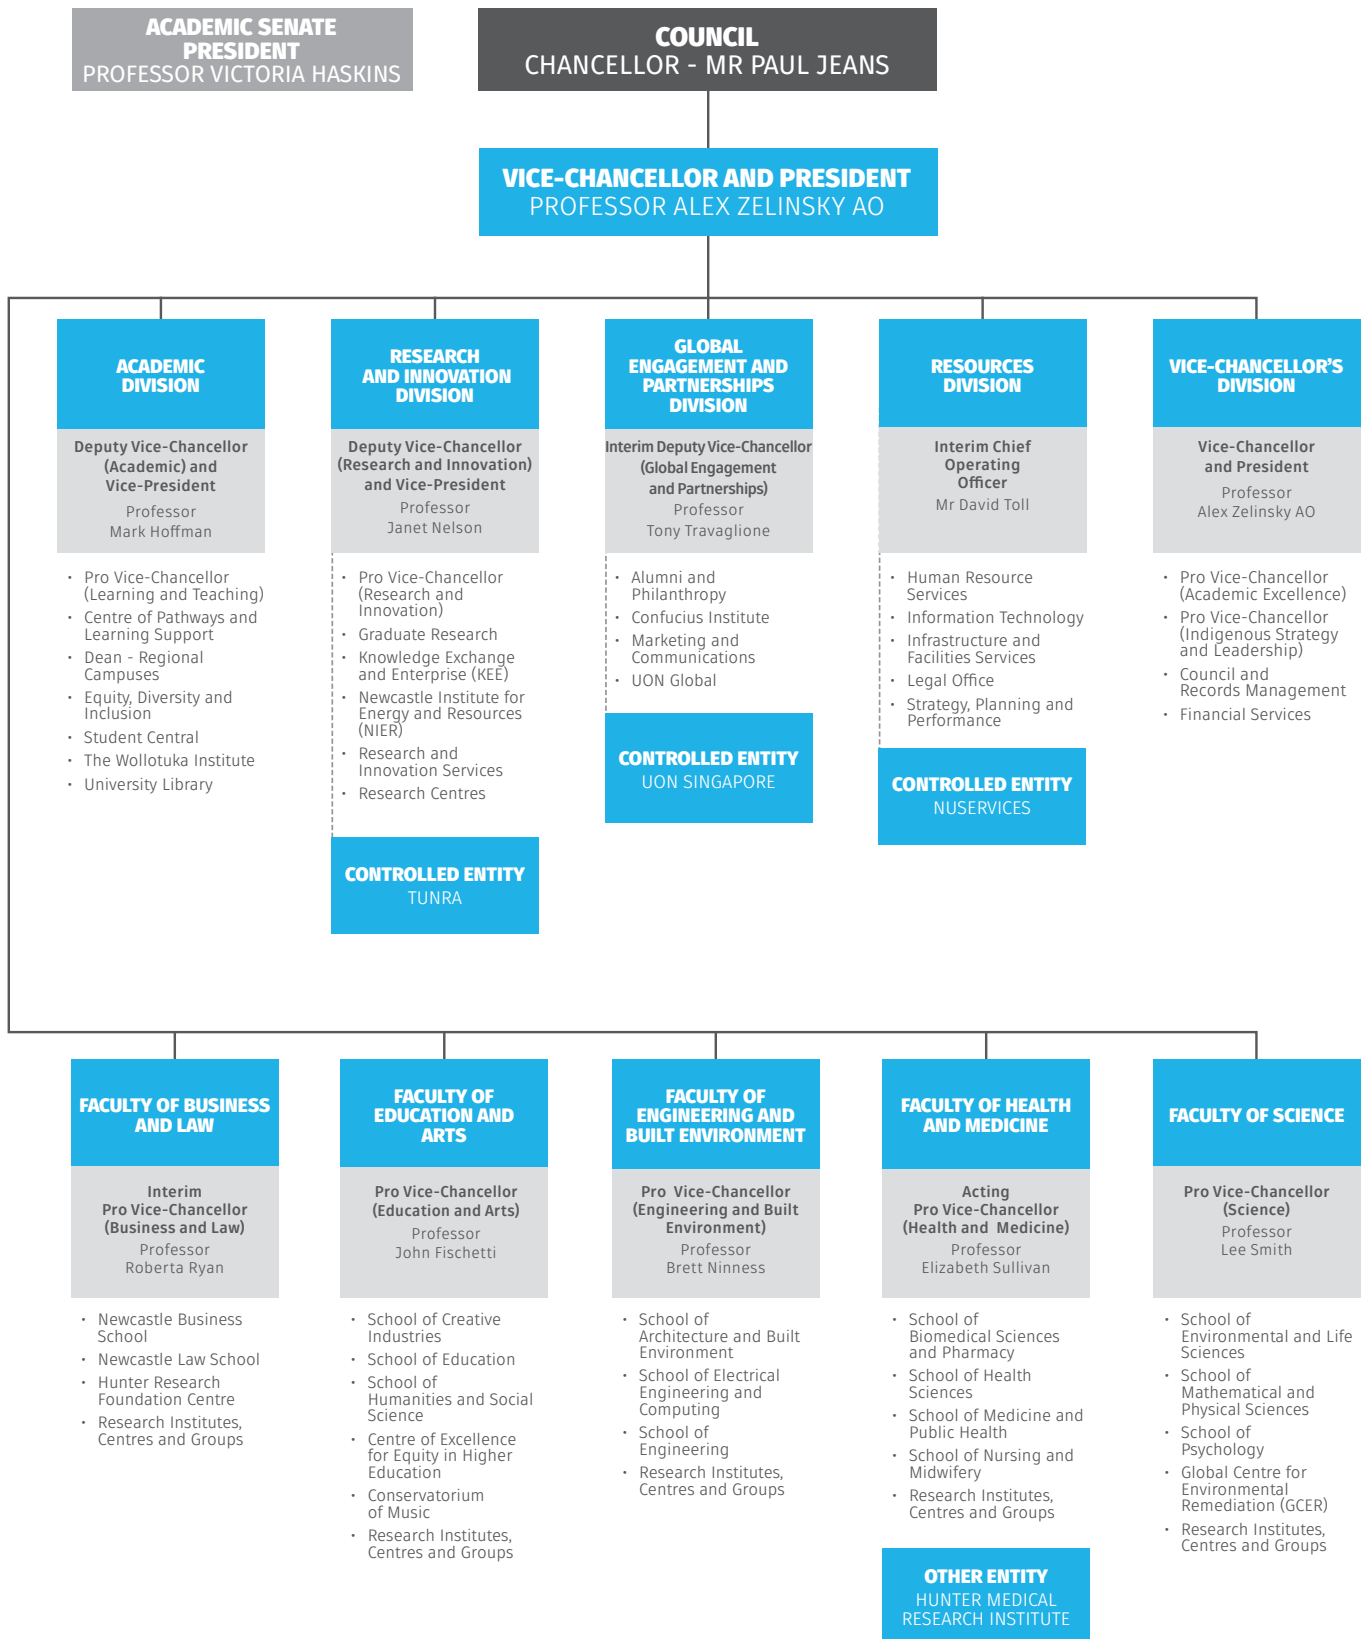 ACADEMIC SENATE
PRESIDENT
PROFESSOR VICTORIA HASKINS
COUNCIL
CHANCELLOR - MR PAUL JEANS
VICE-CHANCELLOR AND PRESIDENT
PROFESSOR ALEX ZELINSKY AO
ACADEMIC
DIVISION
Deputy Vice-Chancellor
(Academic) and
Vice-President
Professor
Mark Hoffman
· Pro Vice-Chancellor
(Learning and Teaching)
· Centre of Pathways and
Learning Support
· Dean - Regional
Campuses
· Equity, Diversity and
Inclusion
· Student Central
· The Wollotuka Institute
· University Library
RESEARCH
AND INNOVATION
DIVISION
Deputy Vice-Chancellor
(Research and Innovation)
and Vice-President
Professor
Janet Nelson
· Pro Vice-Chancellor
(Research and
Innovation)
· Graduate Research
· Knowledge Exchange
and Enterprise (KEE)
· Newcastle Institute for
Energy and Resources
(NIER)
· Research and
Innovation Services
· Research Centres
CONTROLLED ENTITY
TUNRA
GLOBAL
ENGAGEMENT AND
PARTNERSHIPS
DIVISION
Interim Deputy Vice-Chancellor
(Global Engagement
and Partnerships)
Professor
Tony Travaglione
· Alumni and
Philanthropy
· Confucius Institute
· Marketing and
Communications
· UON Global
CONTROLLED ENTITY
UON SINGAPORE
RESOURCES
DIVISION
Interim Chief
Operating
Officer
Mr David Toll
· Human Resource
Services
· Information Technology
· Infrastructure and
Facilities Services
· Legal Office
· Strategy, Planning and
Performance
CONTROLLED ENTITY
NUSERVICES
VICE-CHANCELLOR'S
DIVISION
Vice-Chancellor
and President
Professor
Alex Zelinsky AO
· Pro Vice-Chancellor
(Academic Excellence)
· Pro Vice-Chancellor
(Indigenous Strategy
and Leadership)
· Council and
Records Management
· Financial Services
FACULTY OF BUSINESS
AND LAW
Interim
Pro Vice-Chancellor
(Business and Law)
Professor
Roberta Ryan
· Newcastle Business
School
· Newcastle Law School
· Hunter Research
Foundation Centre
· Research Institutes,
Centres and Groups
FACULTY OF
EDUCATION AND
ARTS
Pro Vice-Chancellor
(Education and Arts)
Professor
John Fischetti
· School of Creative
Industries
· School of Education
· School of
Humanities and Social
Science
· Centre of Excellence
for Equity in Higher
Education
· Conservatorium
of Music
· Research Institutes,
Centres and Groups
FACULTY OF
ENGINEERING AND
BUILT ENVIRONMENT
Pro Vice-Chancellor
(Engineering and Built
Environment)
Professor
Brett Ninness
· School of
Architecture and Built
Environment
· School of Electrical
Engineering and
Computing
· School of
Engineering
· Research Institutes,
Centres and Groups
FACULTY OF HEALTH
AND MEDICINE
Acting
Pro Vice-Chancellor
(Health and Medicine)
Professor
Elizabeth Sullivan
· School of
Biomedical Sciences
and Pharmacy
· School of Health
Sciences
· School of Medicine and
Public Health
· School of Nursing and
Midwifery
· Research Institutes,
Centres and Groups
OTHER ENTITY
HUNTER MEDICAL
RESEARCH INSTITUTE
FACULTY OF SCIENCE
Pro Vice-Chancellor
(Science)
Professor
Lee Smith
· School of
Environmental and Life
Sciences
· School of
Mathematical and
Physical Sciences
· School of
Psychology
· Global Centre for
Environmental
Remediation (GCER)
· Research Institutes,
Centres and Groups